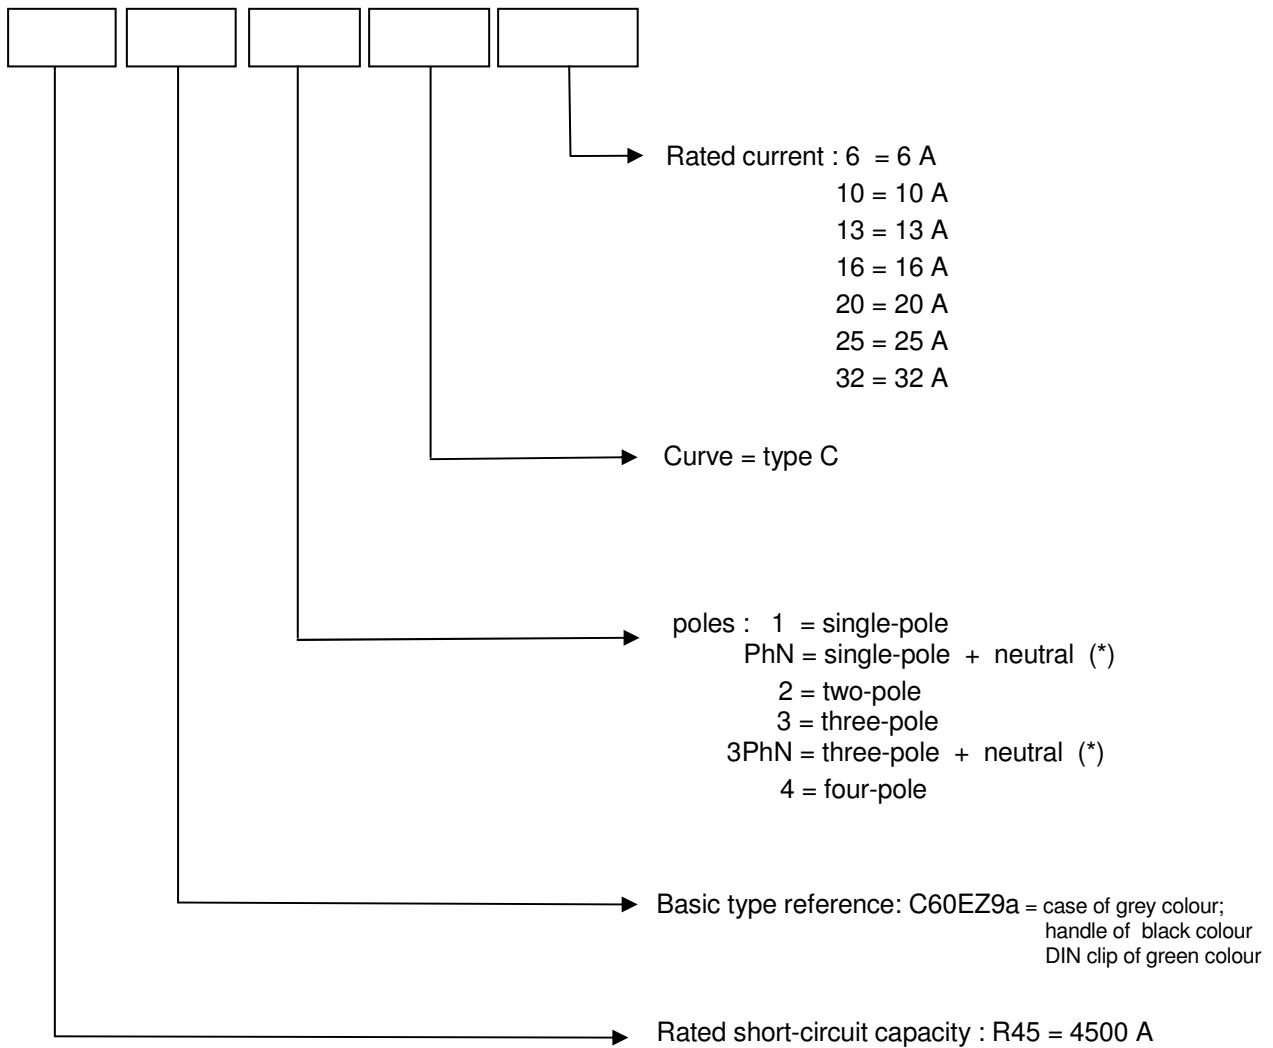 Rated current : 6 = 6 A
10 = 10 A
13 = 13 A
16 = 16 A
20 = 20 A
25 = 25 A
32 = 32 A
Curve = type C
poles : 1 = single-pole
PhN = single-pole + neutral (*)
2 = two-pole
3 = three-pole
3PhN = three-pole + neutral (*)
4 = four-pole
Basic type reference: C60EZ9a = case of grey colour;
handle of black colour
DIN clip of green colour
Rated short-circuit capacity : R45 = 4500 A